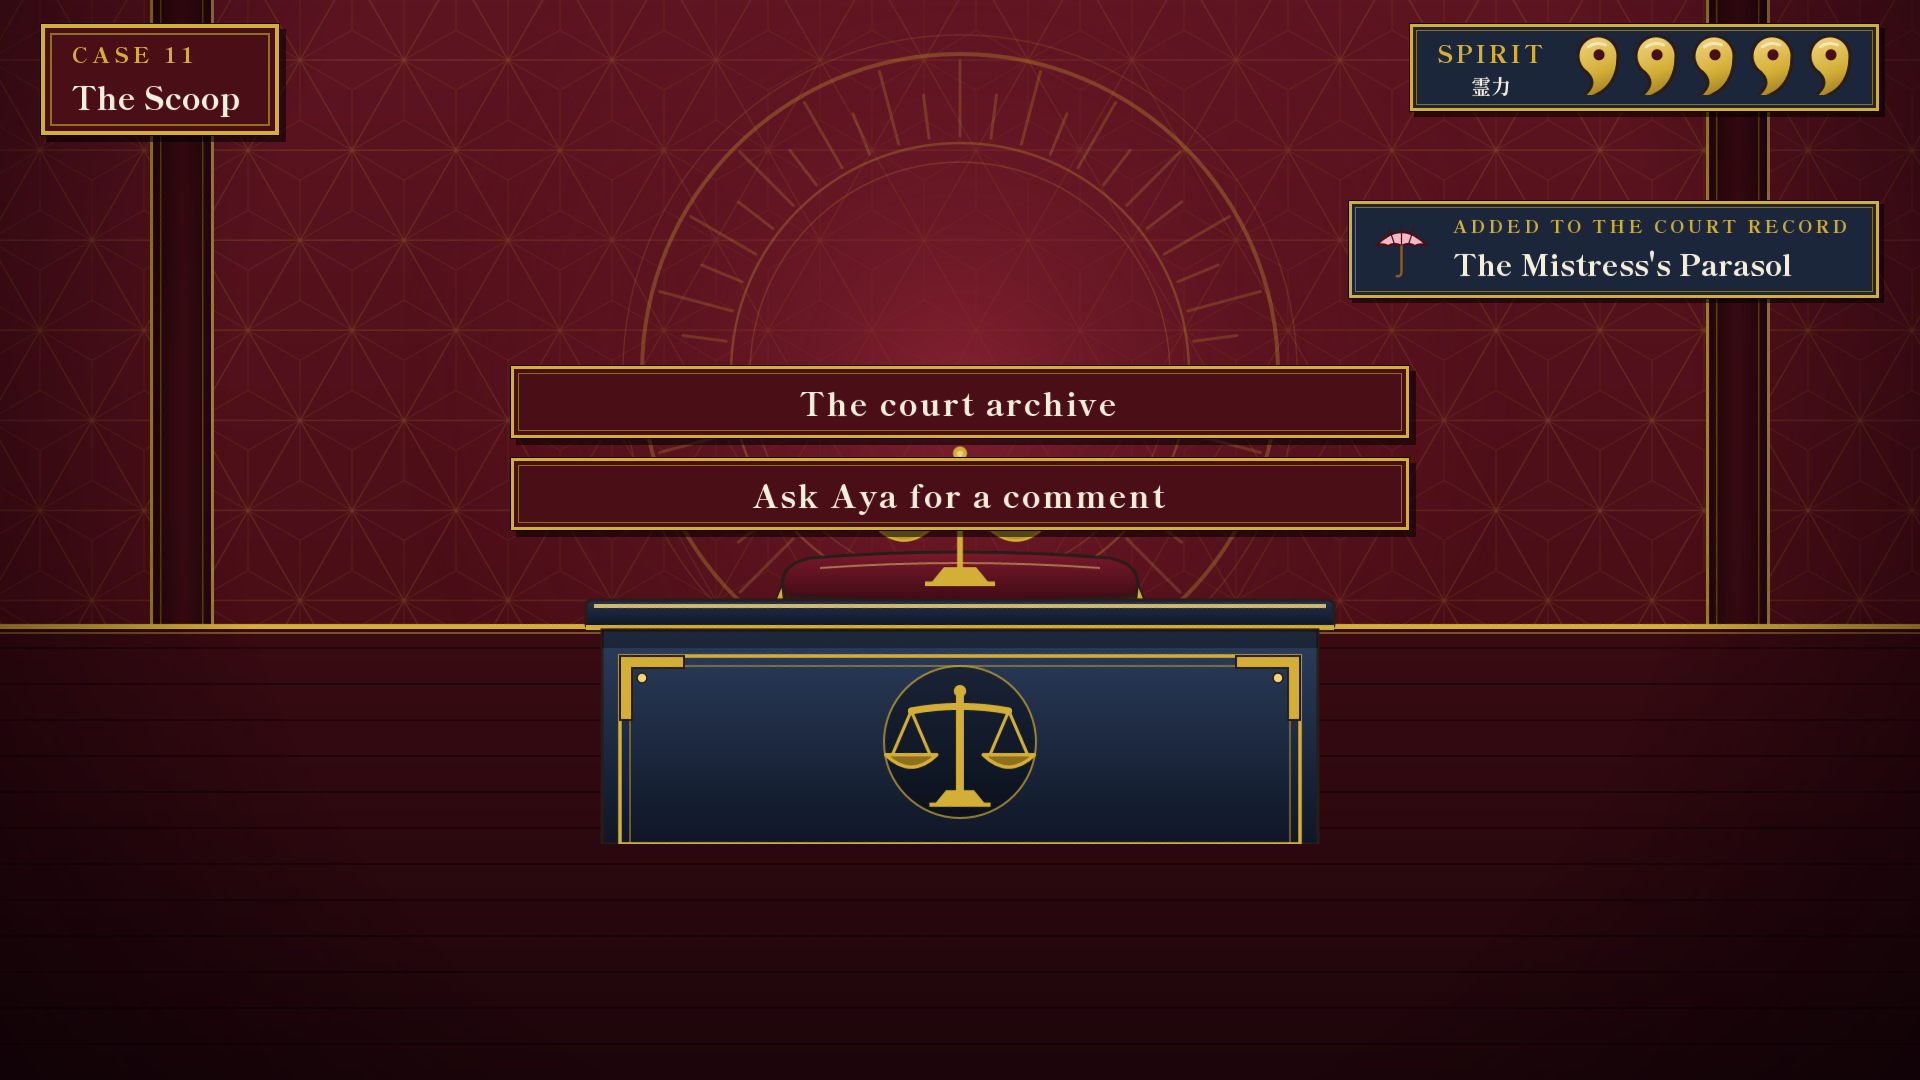 CASE 11
The Scoop
SPIRIT
霊力
ADDED TO THE COURT RECORD
The Mistress's Parasol
The court archive
Ask Aya for a comment